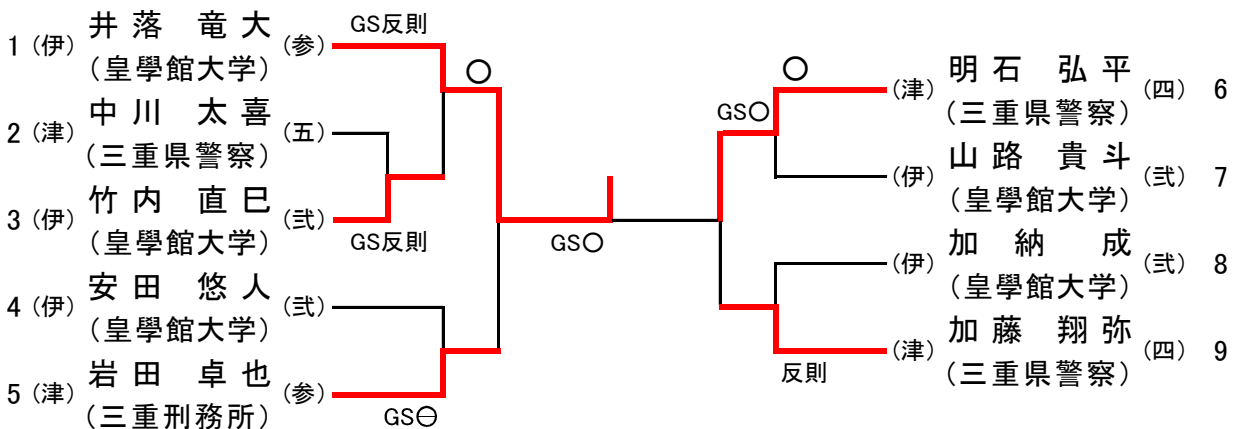 1 (伊) 井落 竜大 (参) GS反則
(皇學館大学)
○
2 (津) 中川 太喜 (五)
(三重県警察)
3 (伊) 竹内 直巳 (弐)
(皇學館大学) GS反則
GS○
4 (伊) 安田 悠人 (弐)
(皇學館大学)
5 (津) 岩田 卓也 (参)
(三重刑務所) GS⊖
○
(津) 明石 弘平 (四) 6
(三重県警察)
GS○
(伊) 山路 貴斗 (弐) 7
(皇學館大学)
(伊) 加納 成 (弐) 8
(皇學館大学)
(津) 加藤 翔弥 (四) 9
反則 (三重県警察)